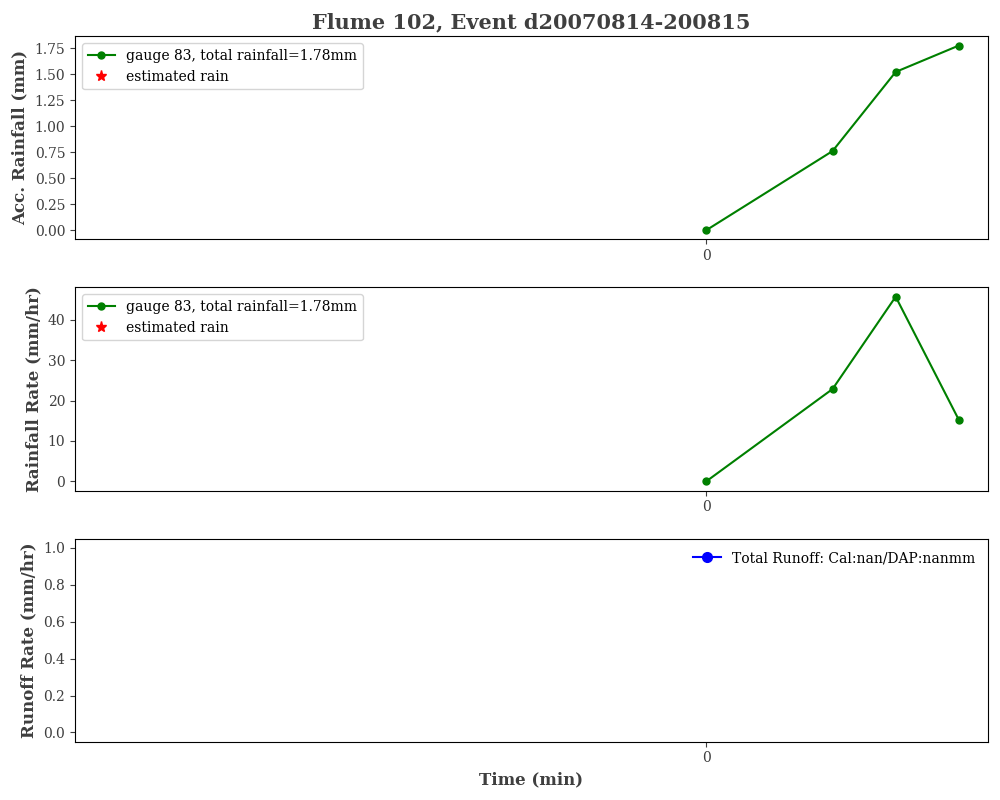 Flume 102, Event d20070814-200815
Acc. Rainfall (mm)
1.75
1.50
1.25
1.00
0.75
0.50
0.25
0.00
gauge 83, total rainfall=1.78mm
estimated rain
0
Rainfall Rate (mm/hr)
40
30
20
10
0
gauge 83, total rainfall=1.78mm
estimated rain
0
Runoff Rate (mm/hr)
1.0
0.8
0.6
0.4
0.2
0.0
Total Runoff: Cal:nan/DAP:nanmm
0
Time (min)